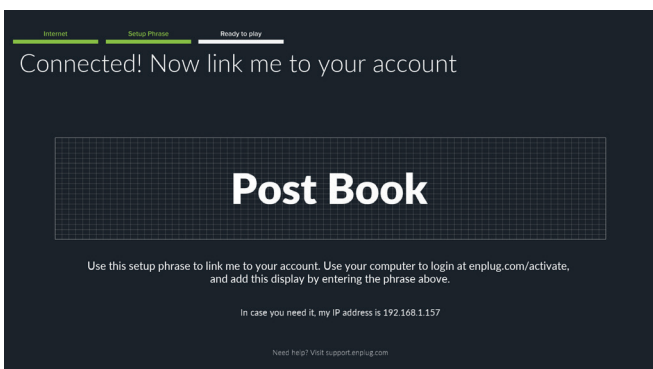 Internet
Setup Phrase
Ready to play
Connected! Now link me to your account
Post Book
Use this setup phrase to link me to your account. Use your computer to login at enplug.com/activate,
and add this display by entering the phrase above.
In case you need it, my IP address is 192.168.1.157
Need help? Visit support.enplug.com